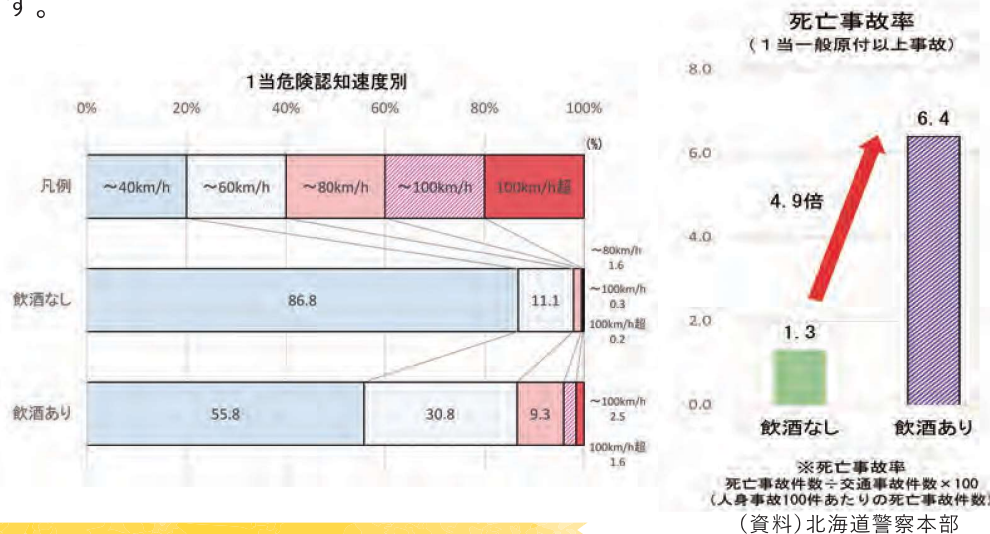 す。
1当危険認知速度別
0% 20% 40% 60% 80% 100%
(%)
凡例 ～40km/h ～60km/h ～80km/h ～100km/h 100km/h超
飲酒なし 86.8 11.1
～80km/h
1.6
～100km/h
0.3
100km/h超
0.2
飲酒あり 55.8 30.8 9.3
～100km/h
2.5
100km/h超
1.6
死亡事故率
(1当一般原付以上事故)
8.0
6.0
4.0
2.0
0.0
6.4
4.9倍
1.3
飲酒なし 飲酒あり
※死亡事故率
死亡事故件数÷交通事故件数×100
(人身事故100件あたりの死亡事故件数)
(資料)北海道警察本部